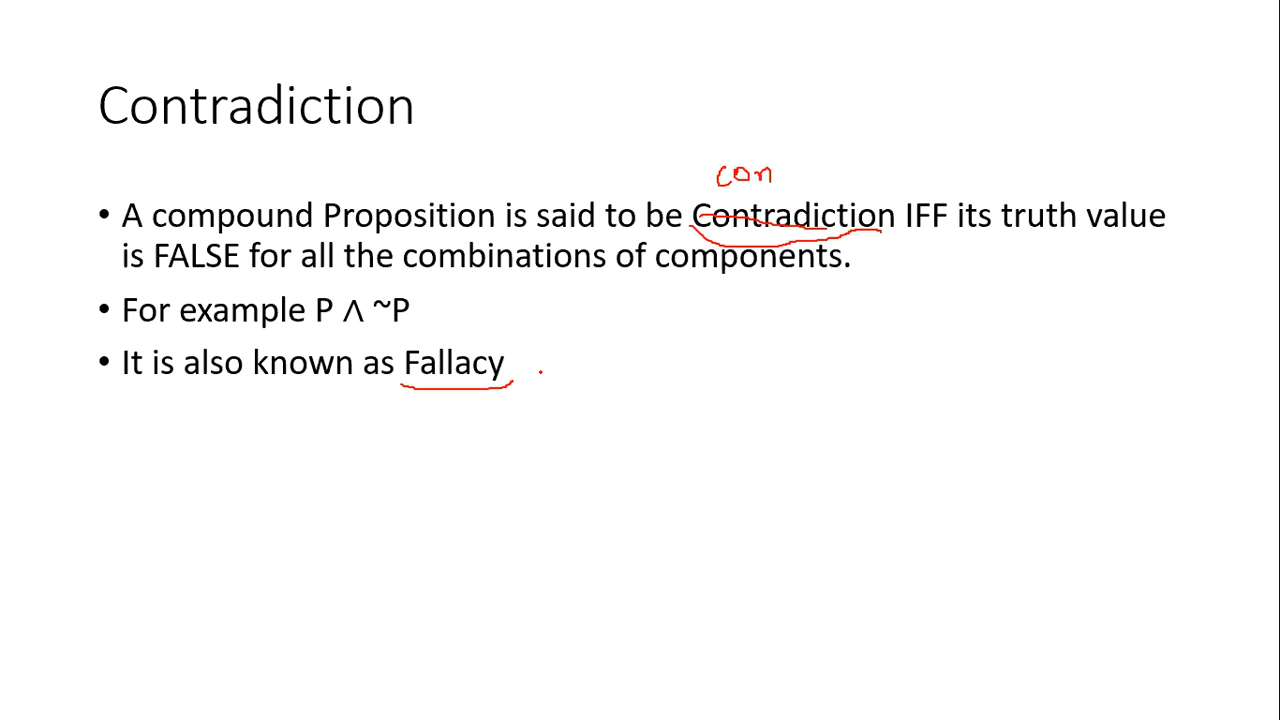 Contradiction
con
• A compound Proposition is said to be Contradiction IFF its truth value
is FALSE for all the combinations of components.
• For example P ∧ ~P
• It is also known as Fallacy